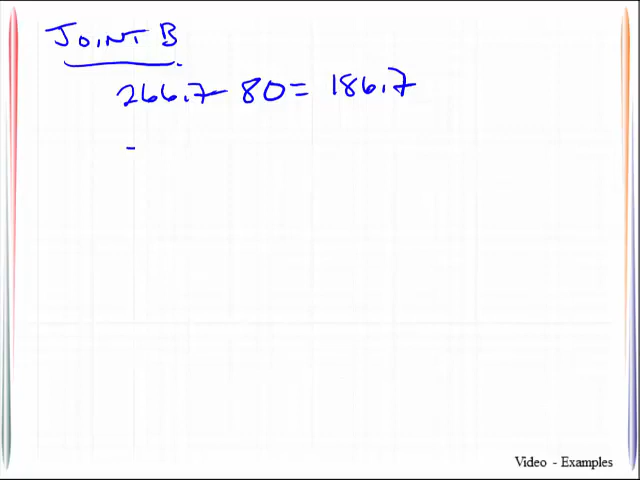 JOINT B
266.7 - 80 = 186.7
-
Video - Examples